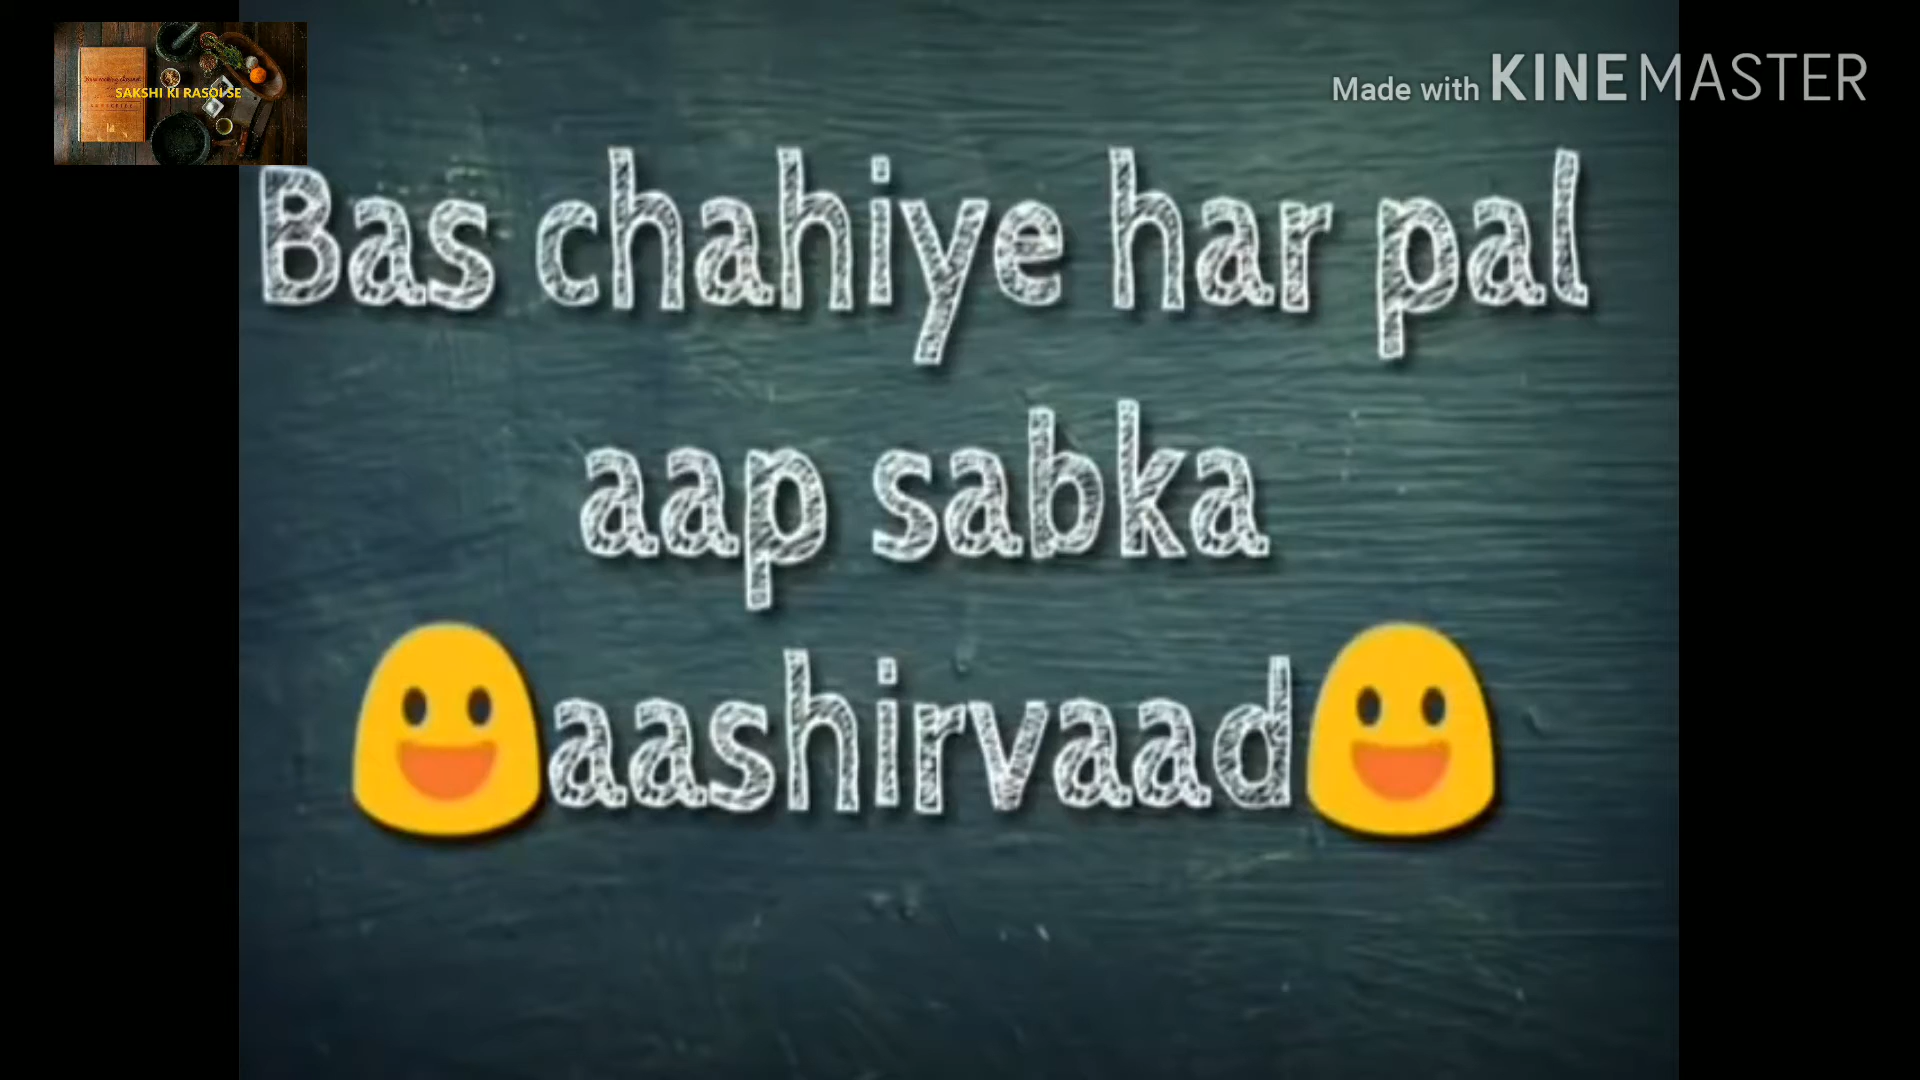 SAKSHI KI RASOI SE
Made with KINEMASTER
Bas chahiye har pal
aap sabka
aashirvaad